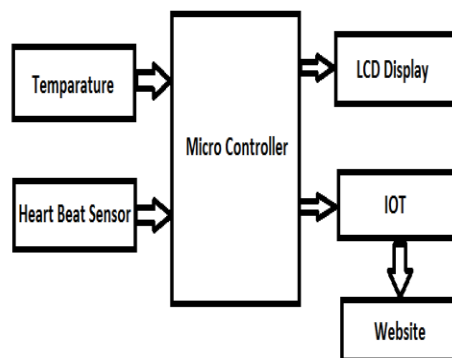 Temparature
Heart Beat Sensor
Micro Controller
LCD Display
IOT
Website